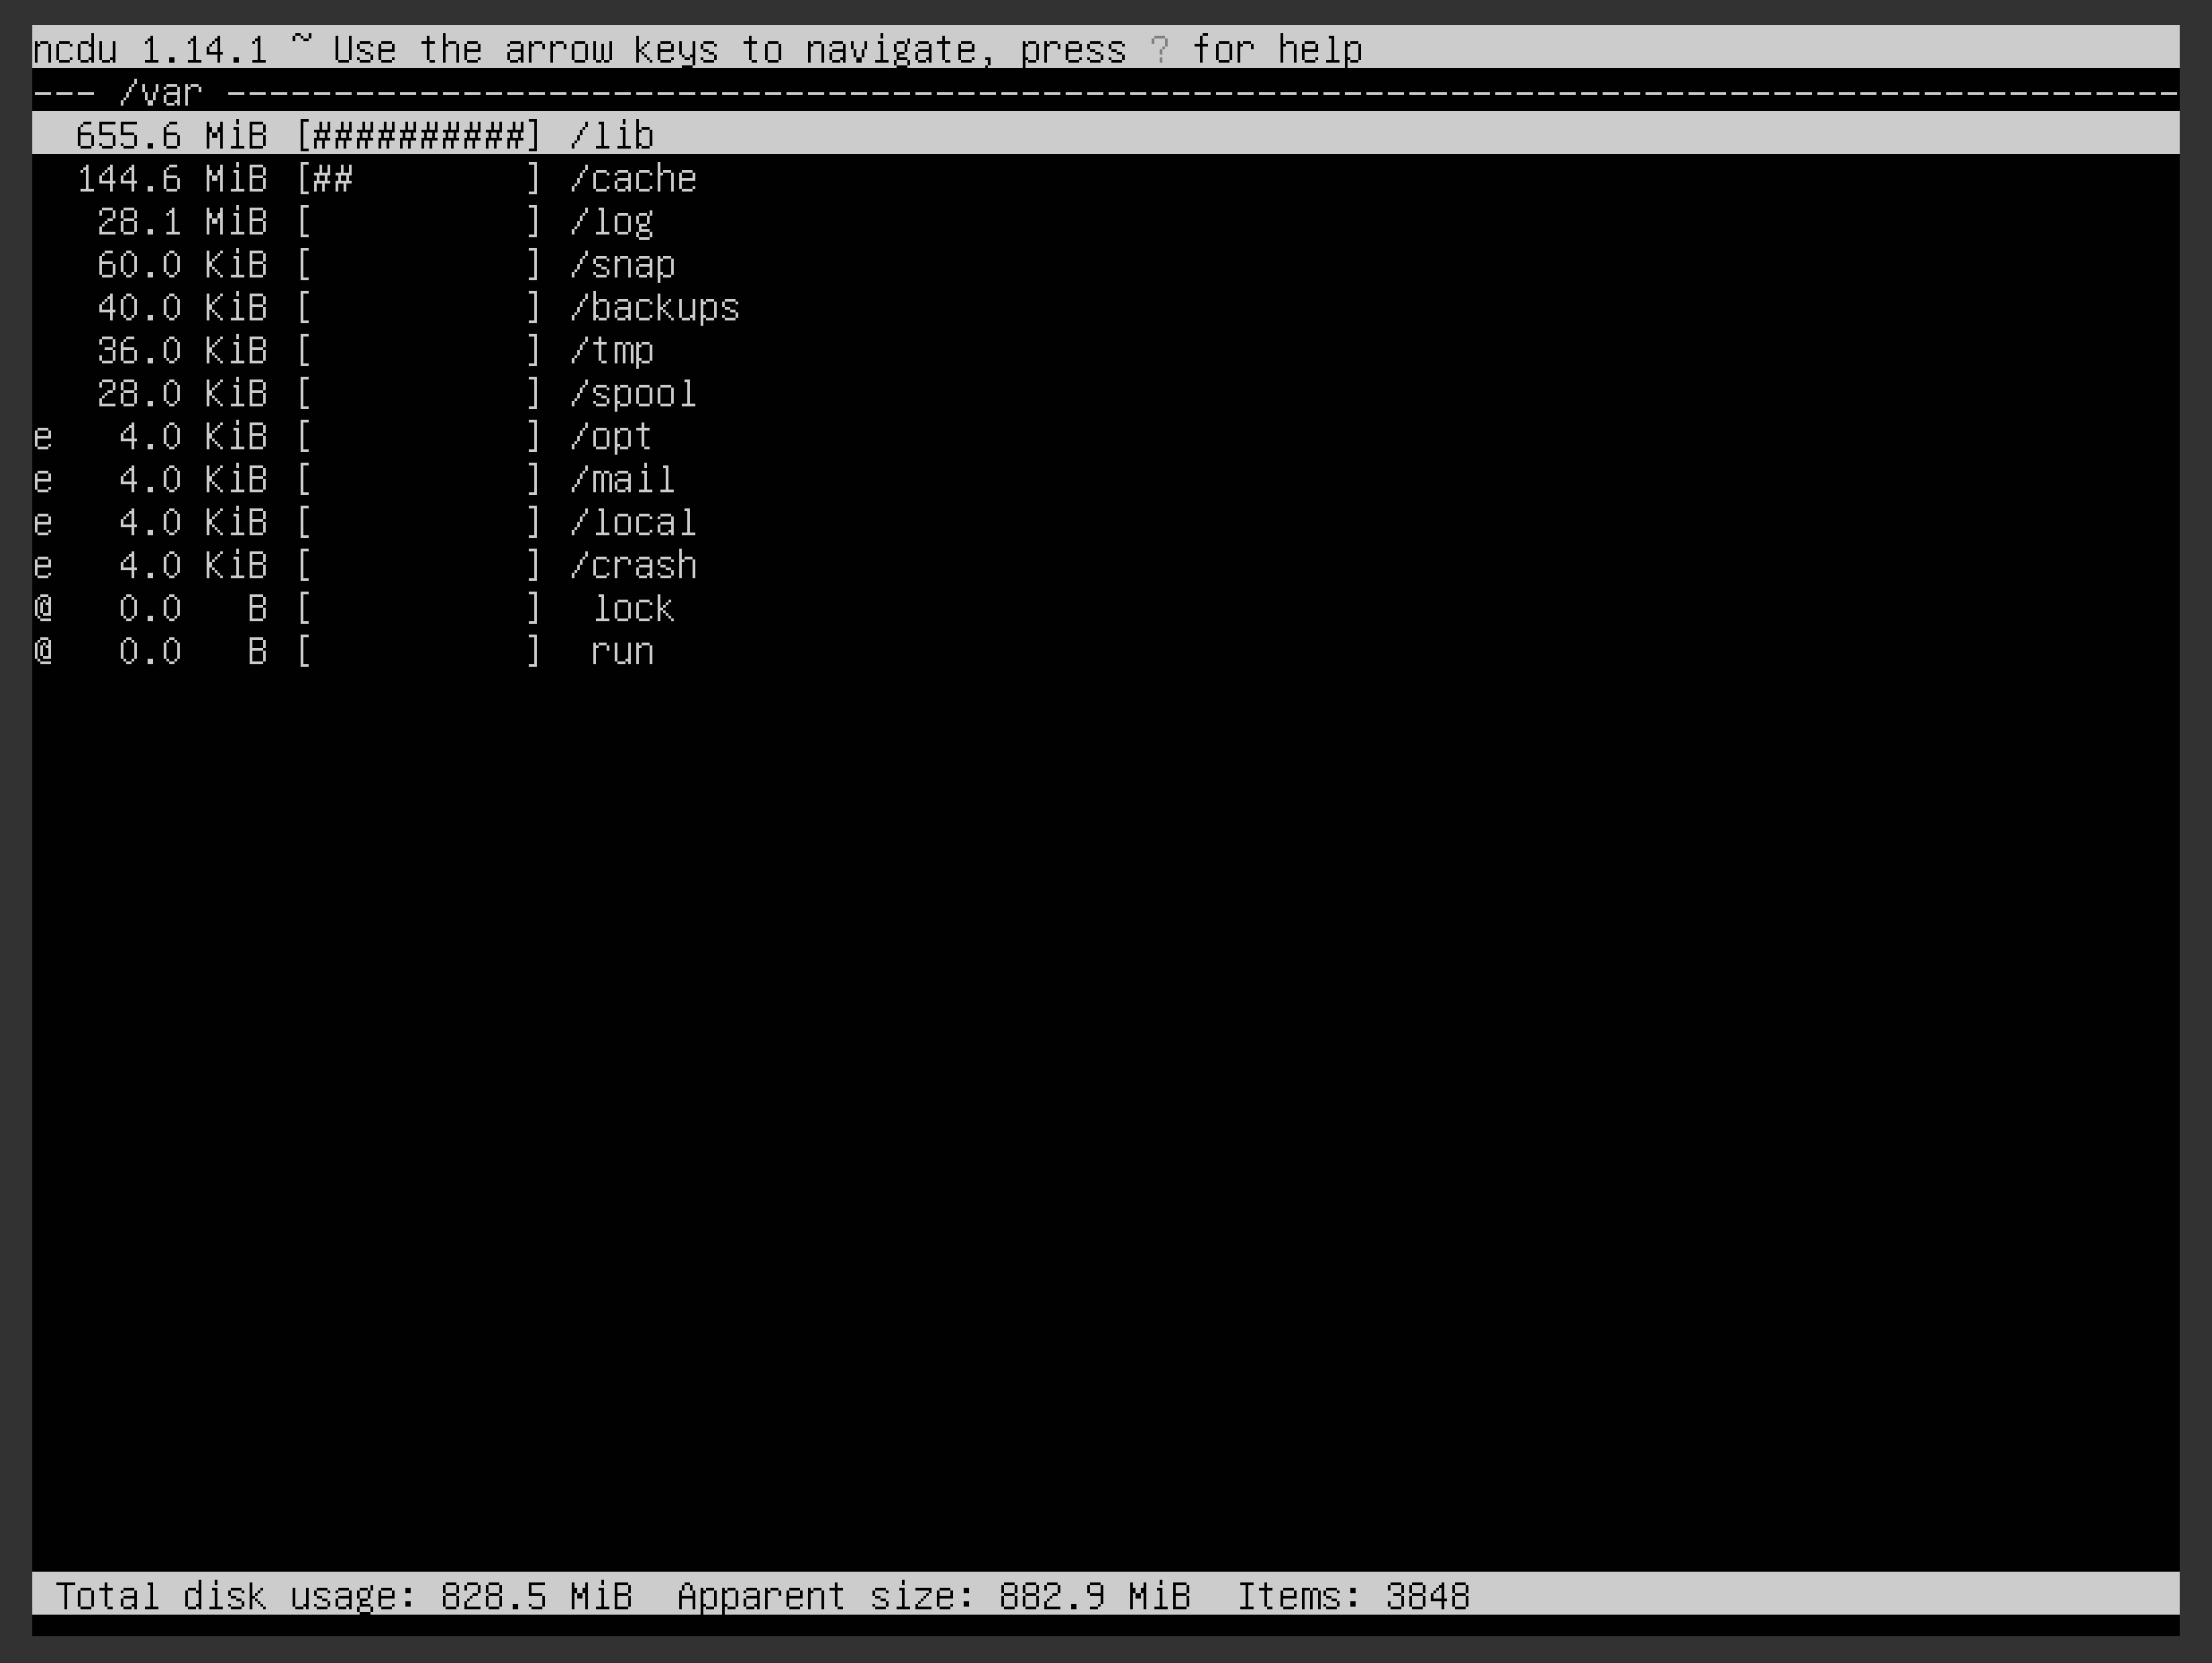 ncdu 1.14.1 ~ Use the arrow keys to navigate, press ? for help
--- /var -------------------------------------------------------------------------------------------
  655.6 MiB [##########] /lib
  144.6 MiB [##        ] /cache
   28.1 MiB [          ] /log
   60.0 KiB [          ] /snap
   40.0 KiB [          ] /backups
   36.0 KiB [          ] /tmp
   28.0 KiB [          ] /spool
e   4.0 KiB [          ] /opt
e   4.0 KiB [          ] /mail
e   4.0 KiB [          ] /local
e   4.0 KiB [          ] /crash
@   0.0   B [          ]  lock
@   0.0   B [          ]  run
 Total disk usage: 828.5 MiB  Apparent size: 882.9 MiB  Items: 3848